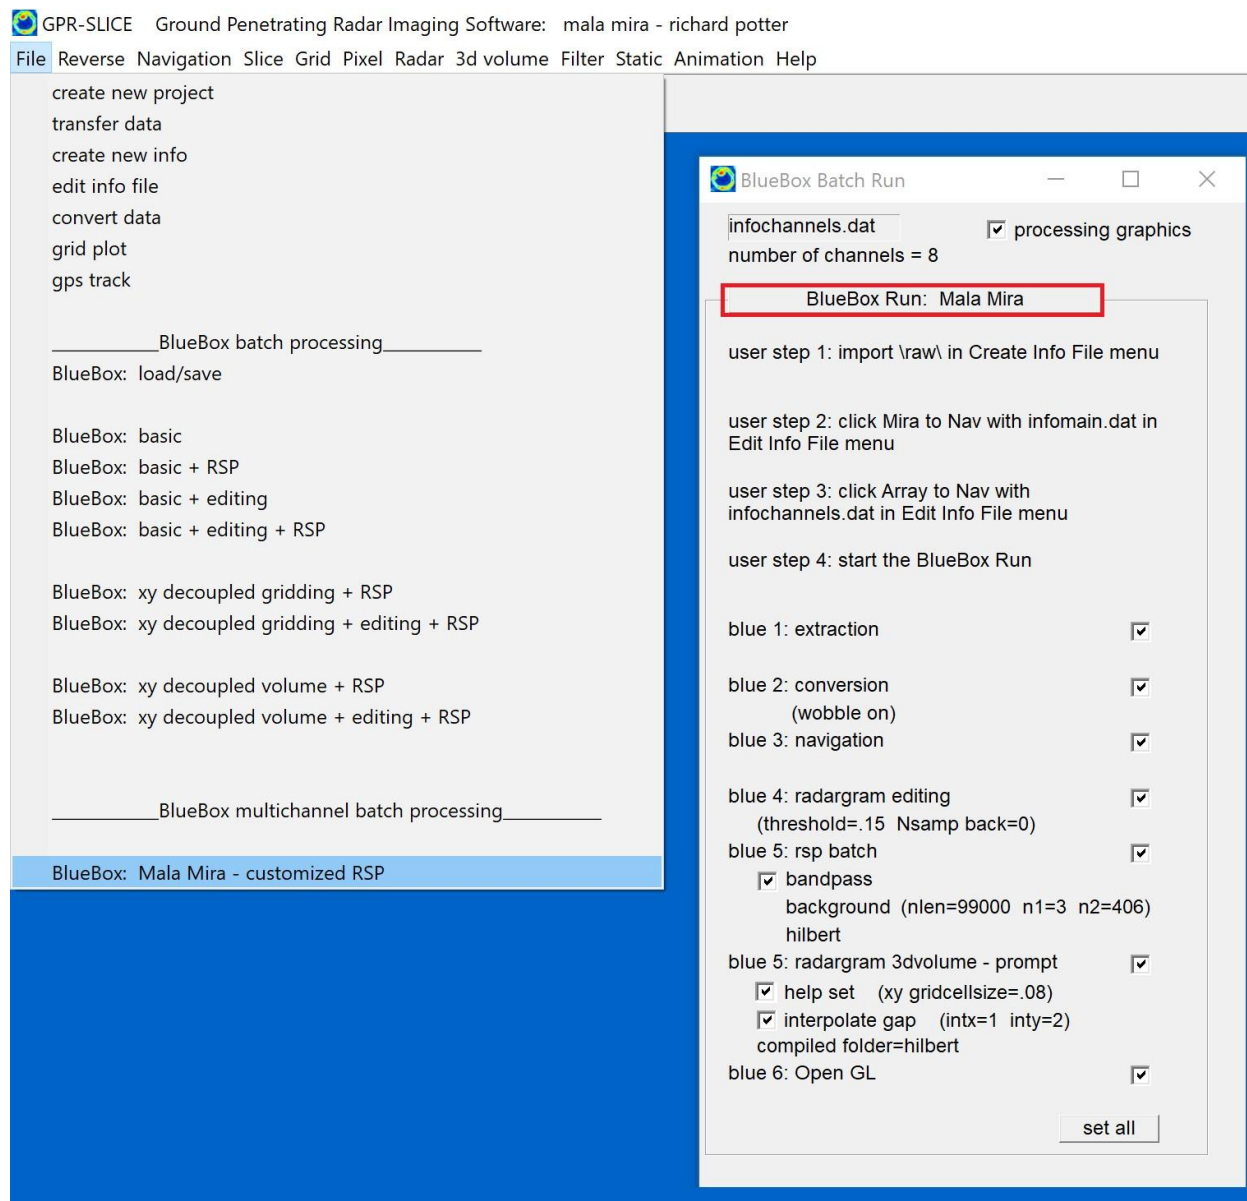 GPR-SLICE Ground Penetrating Radar Imaging Software: mala mira - richard potter
File Reverse Navigation Slice Grid Pixel Radar 3d volume Filter Static Animation Help
create new project
transfer data
create new info
edit info file
convert data
grid plot
gps track
___________BlueBox batch processing__________
BlueBox: load/save
BlueBox: basic
BlueBox: basic + RSP
BlueBox: basic + editing
BlueBox: basic + editing + RSP
BlueBox: xy decoupled gridding + RSP
BlueBox: xy decoupled gridding + editing + RSP
BlueBox: xy decoupled volume + RSP
BlueBox: xy decoupled volume + editing + RSP
___________BlueBox multichannel batch processing__________
BlueBox: Mala Mira - customized RSP
BlueBox Batch Run
infochannels.dat
processing graphics
number of channels = 8
BlueBox Run: Mala Mira
user step 1: import \raw\ in Create Info File menu
user step 2: click Mira to Nav with infomain.dat in
Edit Info File menu
user step 3: click Array to Nav with
infochannels.dat in Edit Info File menu
user step 4: start the BlueBox Run
blue 1: extraction
blue 2: conversion
(wobble on)
blue 3: navigation
blue 4: radargram editing
(threshold=.15 Nsamp back=0)
blue 5: rsp batch
bandpass
background (nlen=99000 n1=3 n2=406)
hilbert
blue 5: radargram 3dvolume - prompt
help set (xy gridcellsize=.08)
interpolate gap (intx=1 inty=2)
compiled folder=hilbert
blue 6: Open GL
set all